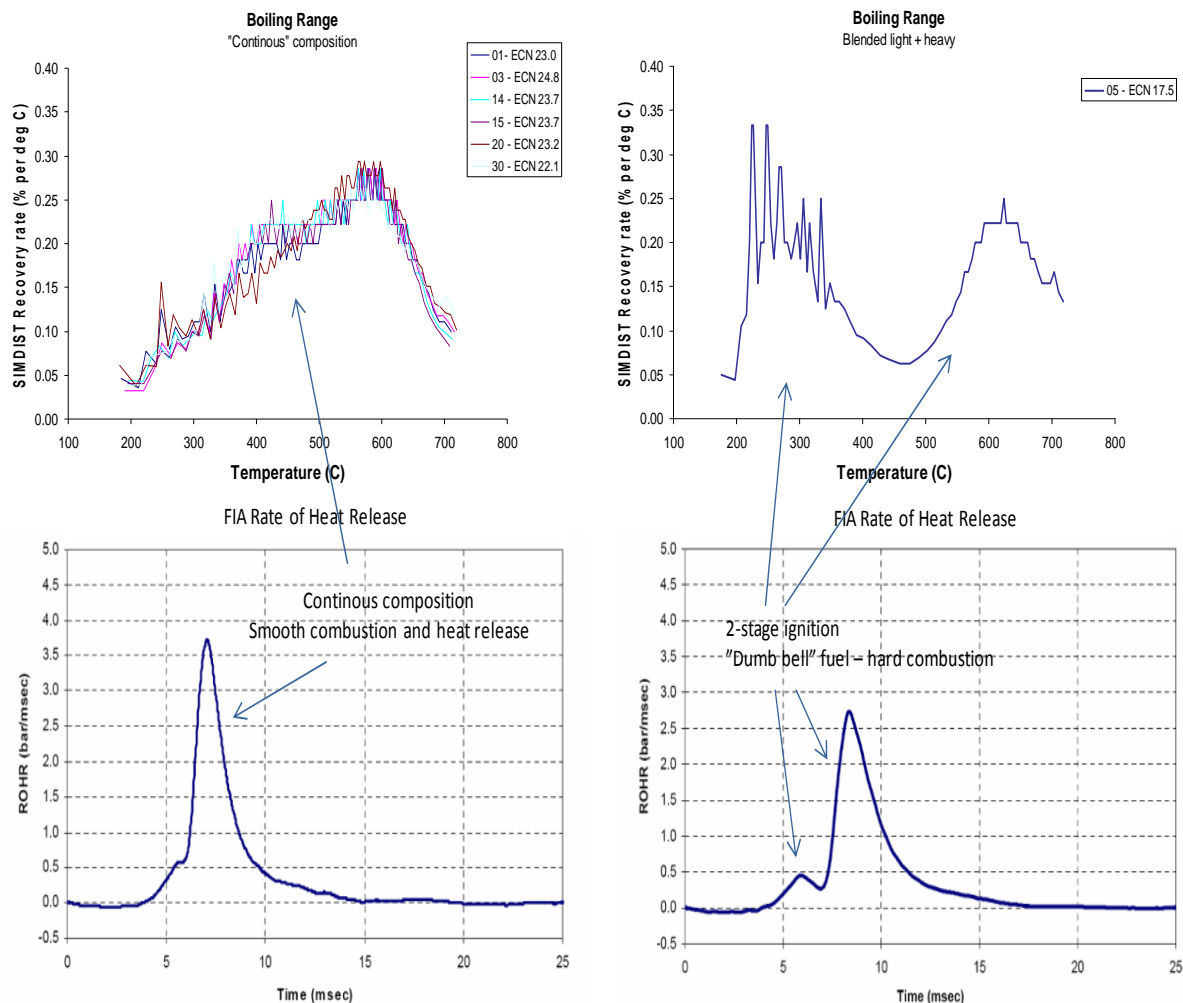 Boiling Range
"Continous" composition
01- ECN 23.0
03 - ECN 24.8
14 - ECN 23.7
15 - ECN 23.7
20 - ECN 23.2
30 - ECN 22.1
0.40
0.35
0.30
0.25
0.20
0.15
0.10
0.05
0.00
SIMDIST Recovery rate (% per deg C)
100 200 300 400 500 600 700 800
Temperature (C)
Boiling Range
Blended light + heavy
05 - ECN 17.5
0.40
0.35
0.30
0.25
0.20
0.15
0.10
0.05
0.00
SIMDIST Recovery rate (% per deg C)
100 200 300 400 500 600 700 800
Temperature (C)
FIA Rate of Heat Release
5.0
4.5
4.0
3.5
3.0
2.5
2.0
1.5
1.0
0.5
0.0
-0.5
ROHR (bar/msec)
Continous composition
Smooth combustion and heat release
0 5 10 15 20 25
Time (msec)
FIA Rate of Heat Release
5.0
4.5
4.0
3.5
3.0
2.5
2.0
1.5
1.0
0.5
0.0
-0.5
ROHR (bar/msec)
2-stage ignition
”Dumb bell” fuel – hard combustion
0 5 10 15 20 25
Time (msec)